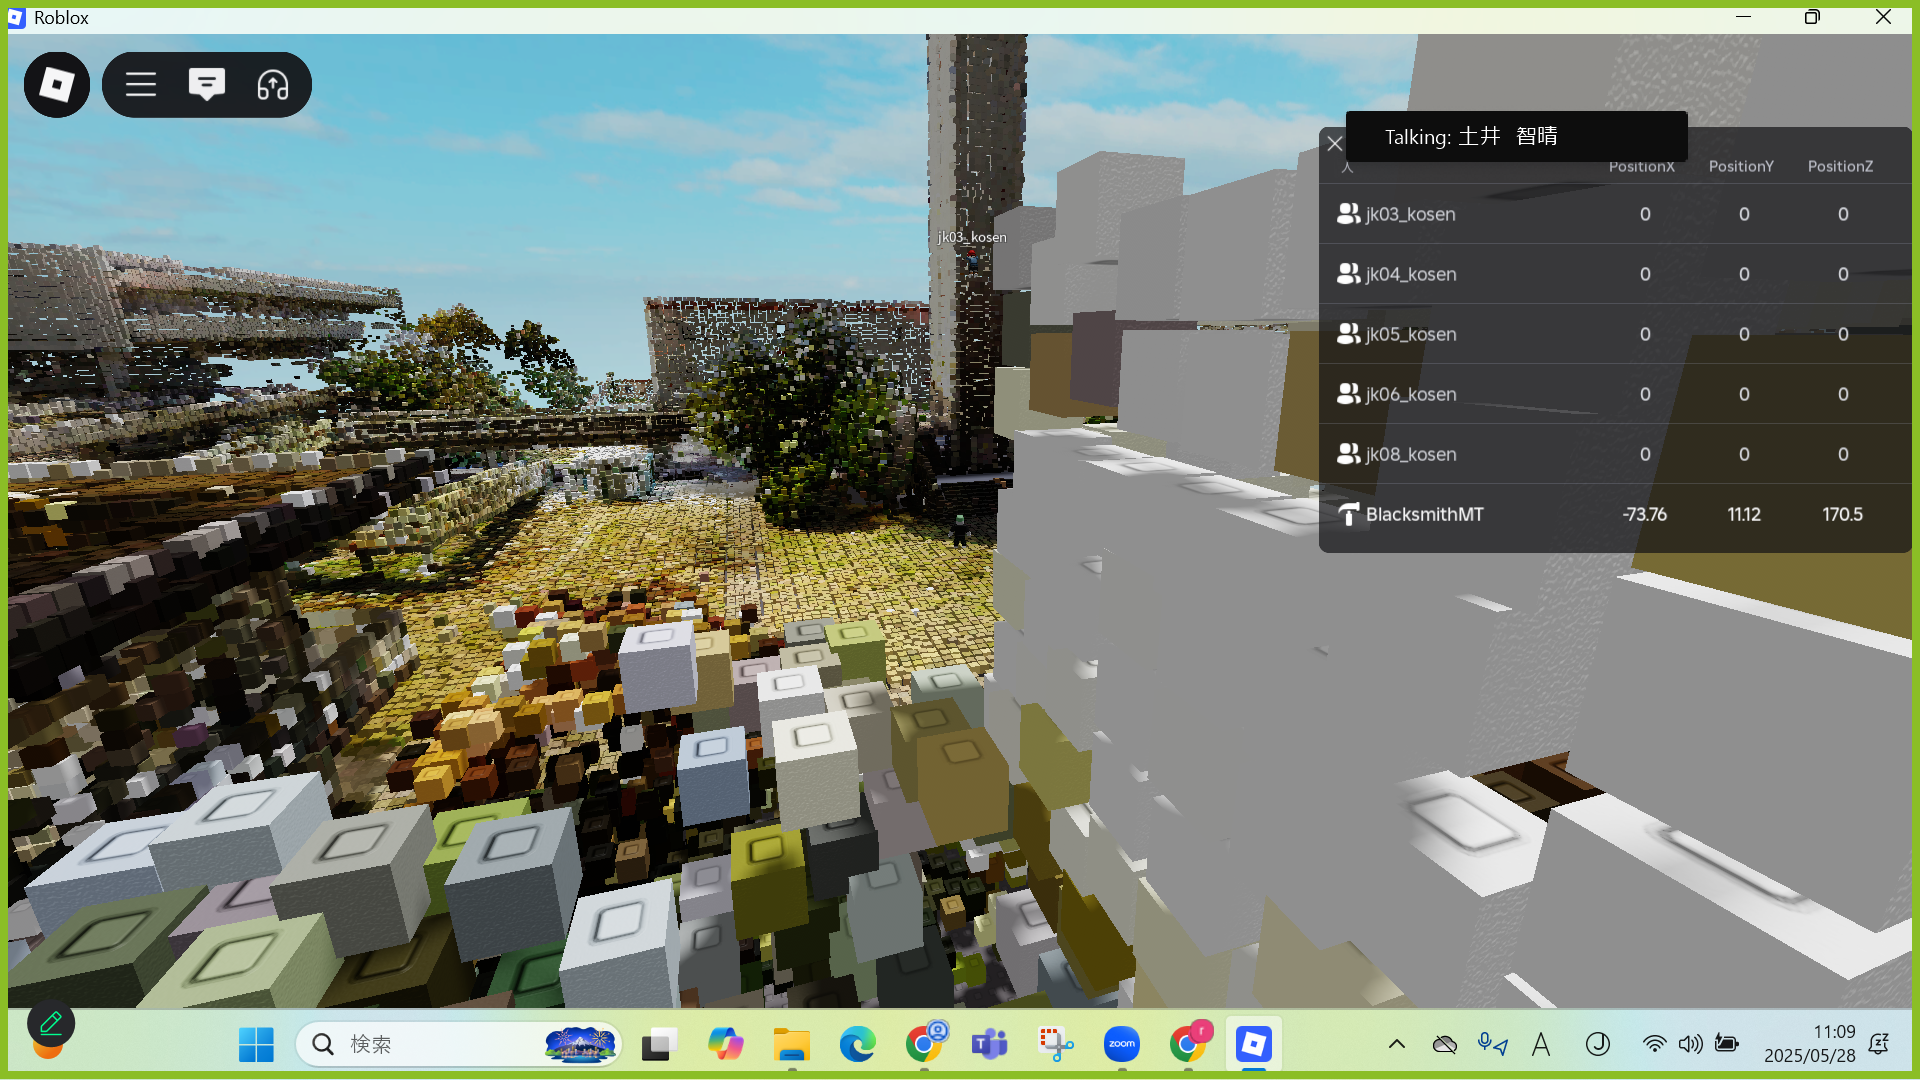 Roblox
Talking: 土井 智晴
人 PositionX PositionY PositionZ
jk03_kosen 0 0 0
jk03_kosen
jk04_kosen 0 0 0
jk05_kosen 0 0 0
jk06_kosen 0 0 0
jk08_kosen 0 0 0
BlacksmithMT -73.76 11.12 170.5
検索
zoom
r
A
11:09
2025/05/28